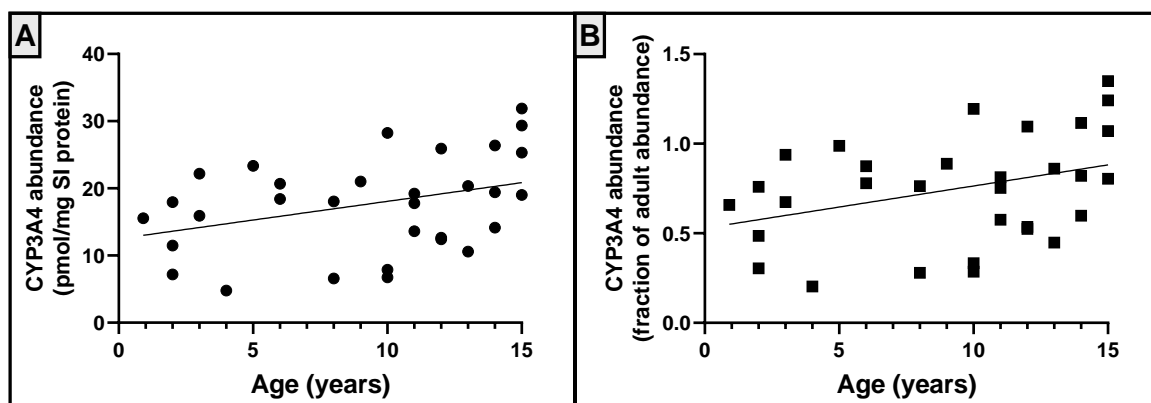 A
CYP3A4 abundance
(pmol/mg SI protein)
40
30
20
10
0
0 5 10 15
Age (years)
B
CYP3A4 abundance
(fraction of adult abundance)
1.5
1.0
0.5
0.0
0 5 10 15
Age (years)